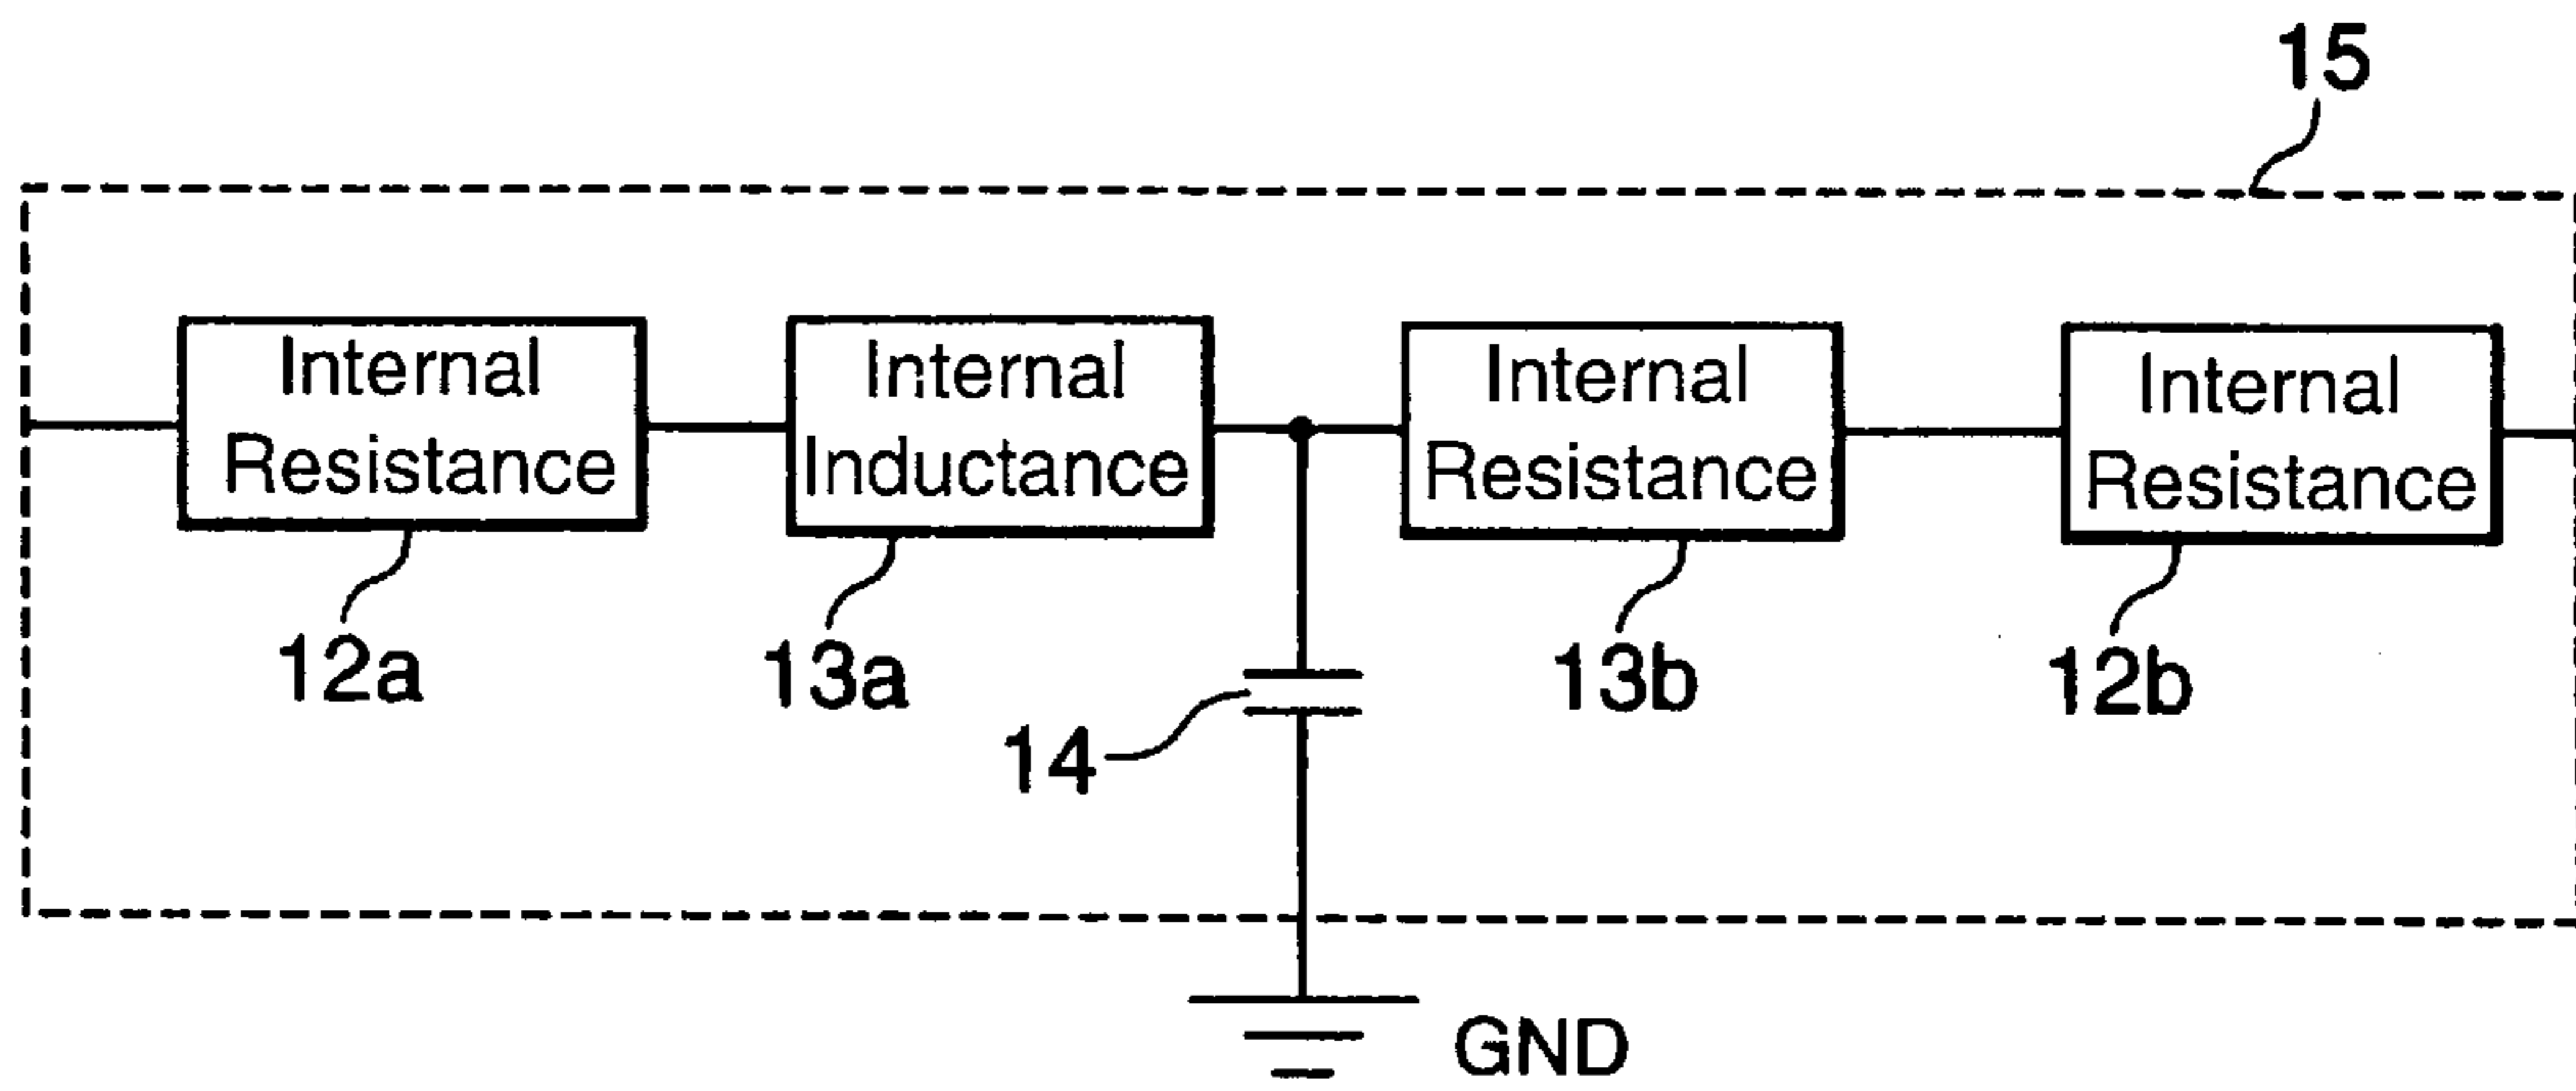 15
Internal
Resistance
Internal
Inductance
Internal
Resistance
Internal
Resistance
12a
13a
13b
12b
14
GND